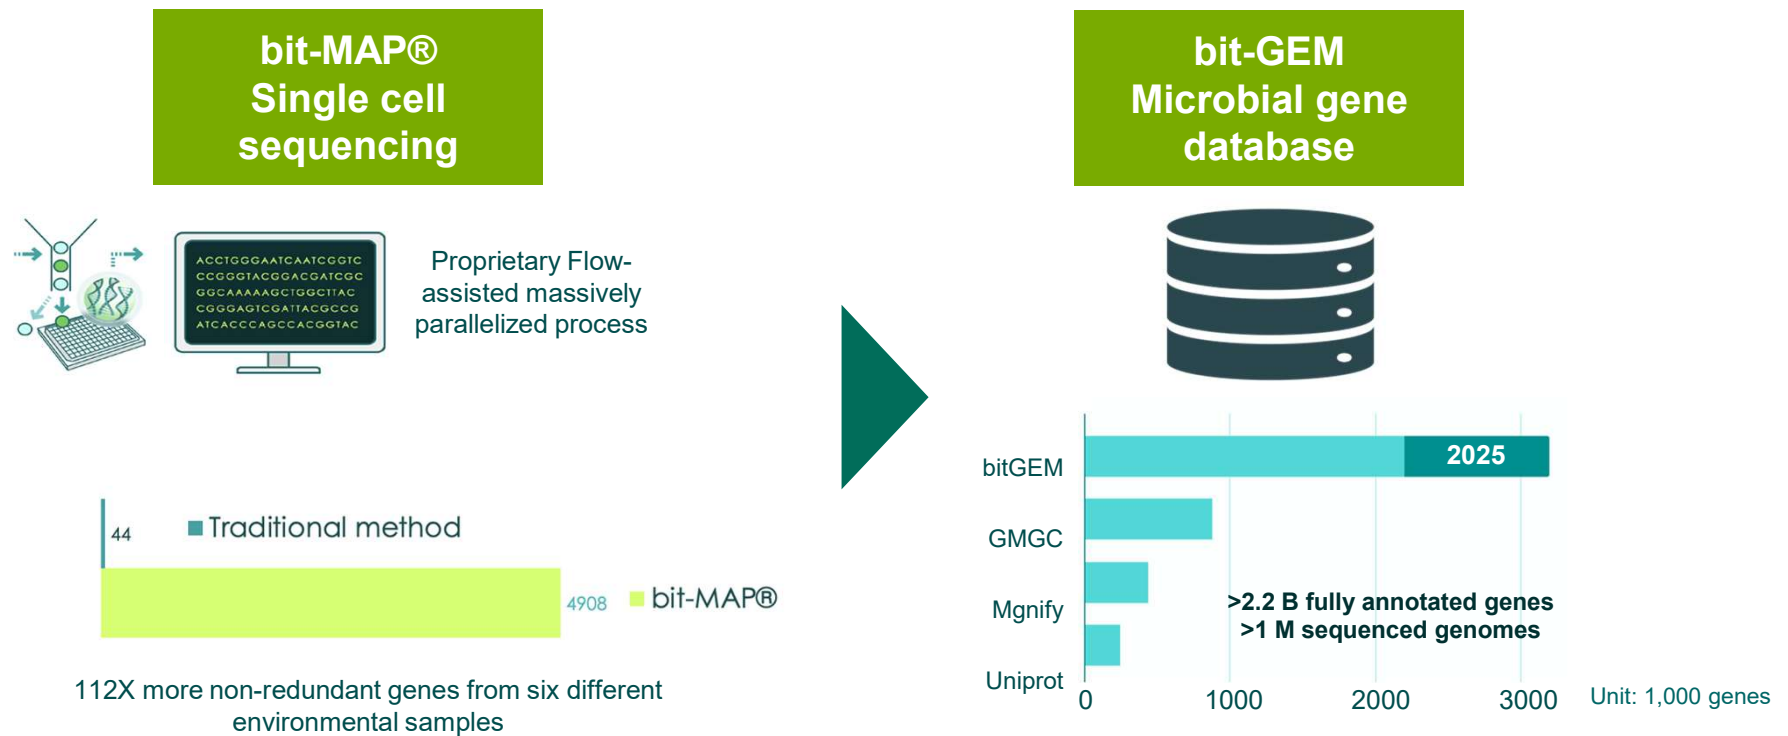 bit-MAP®
Single cell
sequencing
ACCTGGGAATCAATCGGTC
CCGGGTACGGACGATCGC
GGCAAAAAGCTGGCTTAC
CGGGAGTCGATTACGCCG
ATCACCCAGCCACGGTAC
Proprietary Flow-
assisted massively
parallelized process
44
Traditional method
4908
bit-MAP®
112X more non-redundant genes from six different
environmental samples
bit-GEM
Microbial gene
database
bitGEM
2025
GMGC
Mgnify
Uniprot
>2.2 B fully annotated genes
>1 M sequenced genomes
0 1000 2000 3000
Unit: 1,000 genes